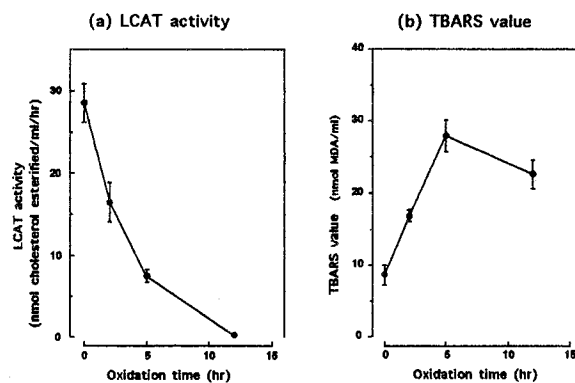 (a) LCAT activity
LCAT activity
(nmol cholesterol esterified/ml/hr)
30
20
10
0
0
5
10
15
Oxidation time (hr)
(b) TBARS value
TBARS value (nmol MDA/ml)
40
30
20
10
0
0
5
10
15
Oxidation time (hr)